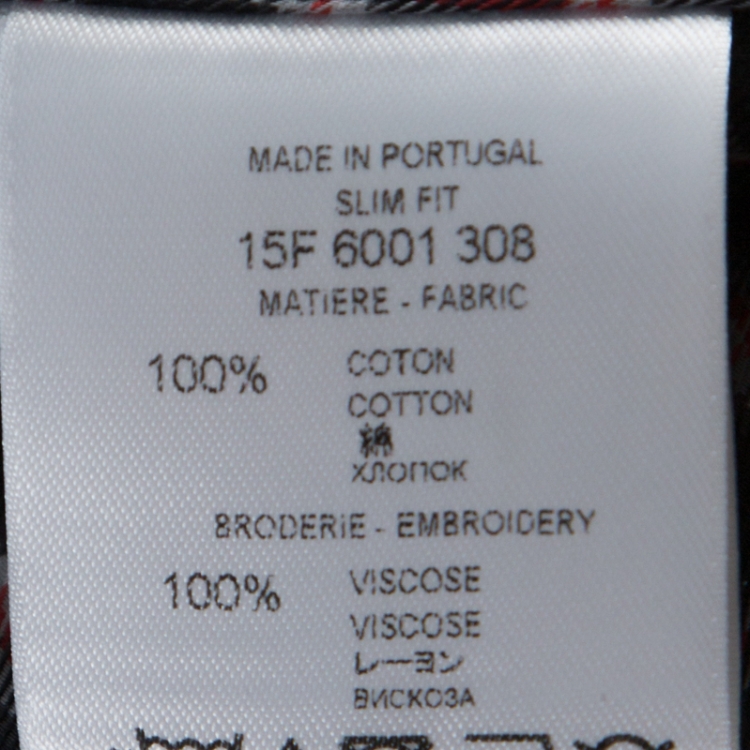 MADE IN PORTUGAL
SLIM FIT
15F 6001 308
MATIERE - FABRIC
100% COTON
COTTON
綿
ХЛОПОК
BRODERIE - EMBROIDERY
100% VISCOSE
VISCOSE
レーヨン
ВИСКОЗА